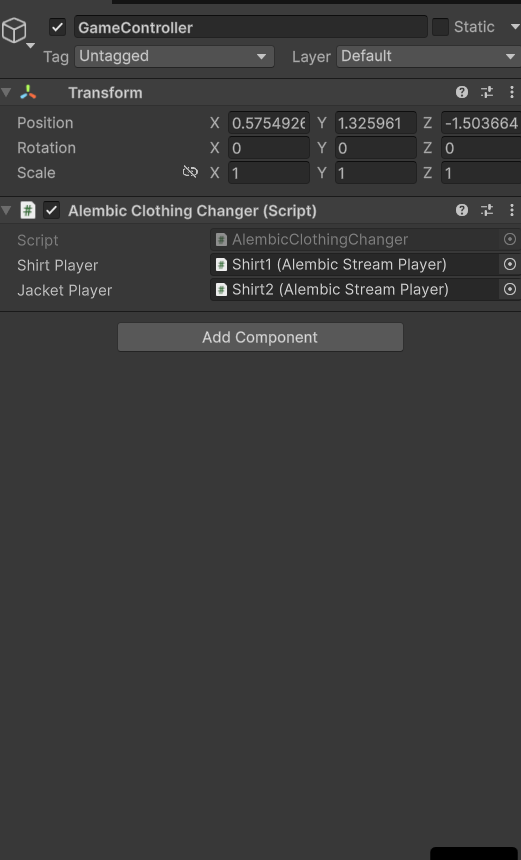 GameController Static
Tag Untagged Layer Default
Transform
Position X 0.5754926 Y 1.325961 Z -1.503664
Rotation X 0 Y 0 Z 0
Scale X 1 Y 1 Z 1
# Alembic Clothing Changer (Script)
Script # AlembicClothingChanger
Shirt Player # Shirt1 (Alembic Stream Player)
Jacket Player # Shirt2 (Alembic Stream Player)
Add Component